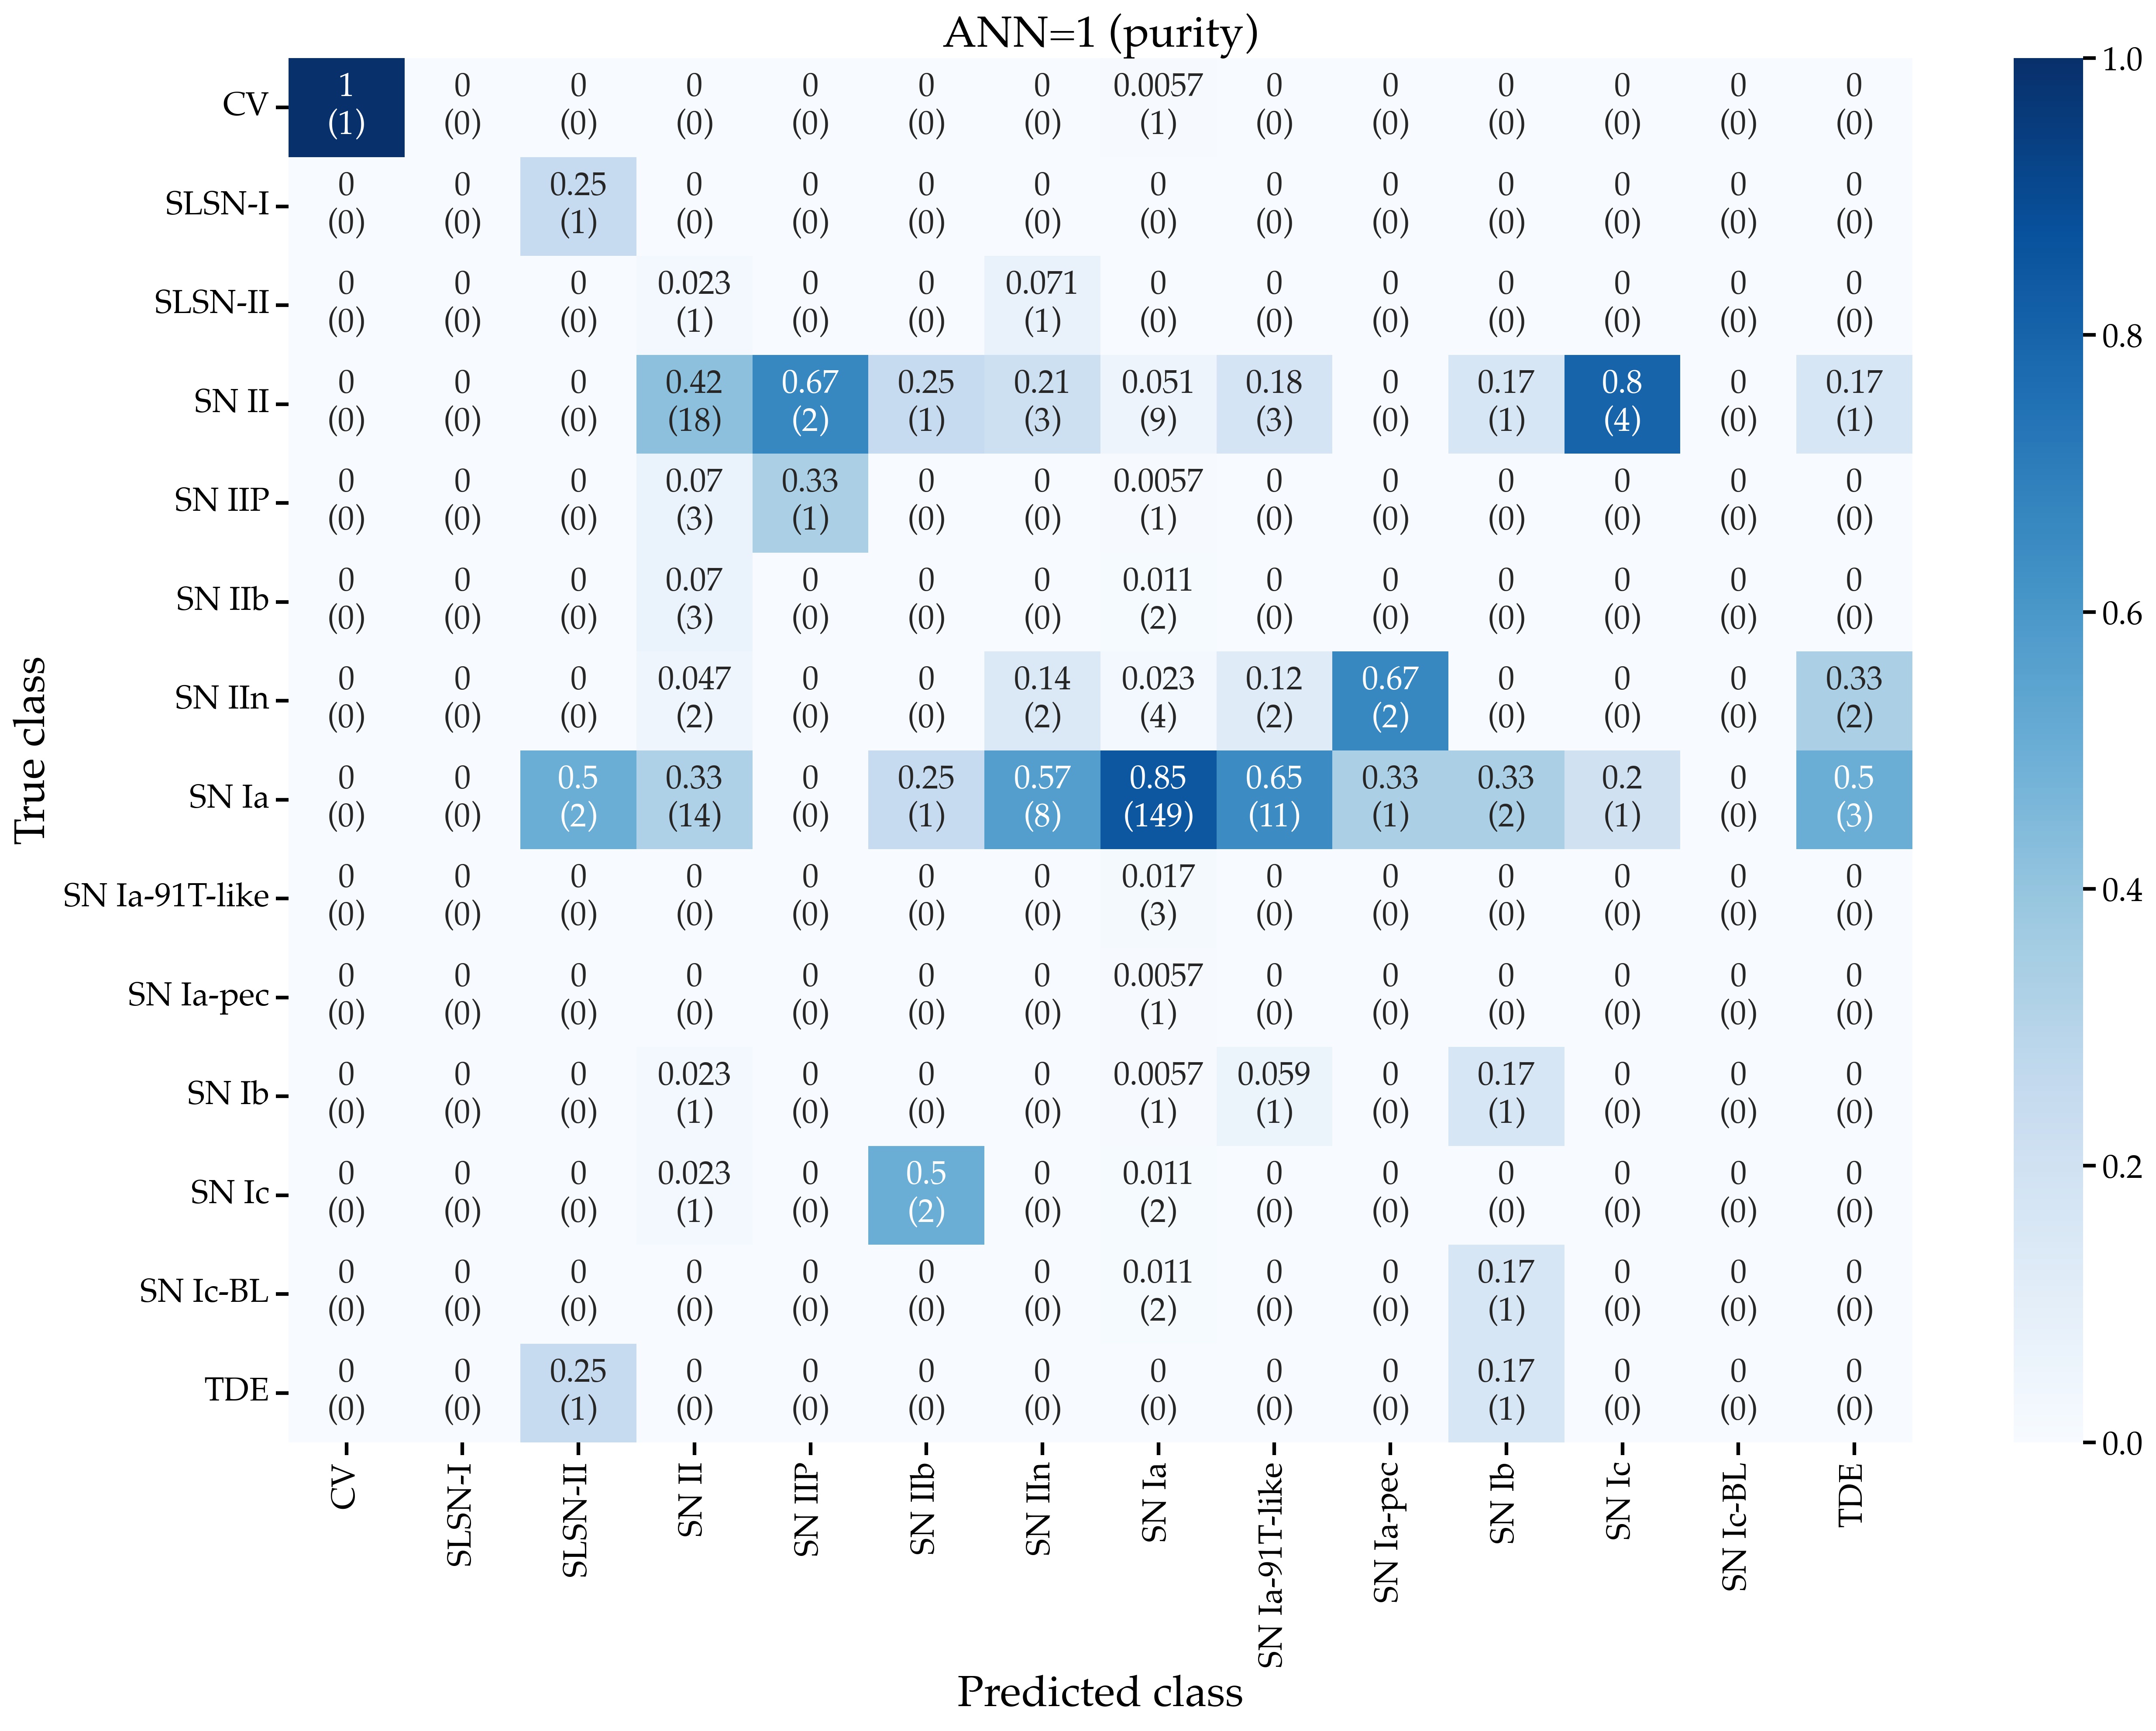 ANN=1 (purity)
CV 1 0 0 0 0 0 0 0.0057 0 0 0 0 0 0
(1) (0) (0) (0) (0) (0) (0) (1) (0) (0) (0) (0) (0) (0)
SLSN-I 0 0 0.25 0 0 0 0 0 0 0 0 0 0 0
(0) (0) (1) (0) (0) (0) (0) (0) (0) (0) (0) (0) (0) (0)
SLSN-II 0 0 0 0.023 0 0 0.071 0 0 0 0 0 0 0
(0) (0) (0) (1) (0) (0) (1) (0) (0) (0) (0) (0) (0) (0)
SN II 0 0 0 0.42 0.67 0.25 0.21 0.051 0.18 0 0.17 0.8 0 0.17
(0) (0) (0) (18) (2) (1) (3) (9) (3) (0) (1) (4) (0) (1)
SN IIP 0 0 0 0.07 0.33 0 0 0.0057 0 0 0 0 0 0
(0) (0) (0) (3) (1) (0) (0) (1) (0) (0) (0) (0) (0) (0)
SN IIb 0 0 0 0.07 0 0 0 0.011 0 0 0 0 0 0
(0) (0) (0) (3) (0) (0) (0) (2) (0) (0) (0) (0) (0) (0)
SN IIn 0 0 0 0.047 0 0 0.14 0.023 0.12 0.67 0 0 0 0.33
(0) (0) (0) (2) (0) (0) (2) (4) (2) (2) (0) (0) (0) (2)
SN Ia 0 0 0.5 0.33 0 0.25 0.57 0.85 0.65 0.33 0.33 0.2 0 0.5
(0) (0) (2) (14) (0) (1) (8) (149) (11) (1) (2) (1) (0) (3)
SN Ia-91T-like 0 0 0 0 0 0 0 0.017 0 0 0 0 0 0
(0) (0) (0) (0) (0) (0) (0) (3) (0) (0) (0) (0) (0) (0)
SN Ia-pec 0 0 0 0 0 0 0 0.0057 0 0 0 0 0 0
(0) (0) (0) (0) (0) (0) (0) (1) (0) (0) (0) (0) (0) (0)
SN Ib 0 0 0 0.023 0 0 0 0.0057 0.059 0 0.17 0 0 0
(0) (0) (0) (1) (0) (0) (0) (1) (1) (0) (1) (0) (0) (0)
SN Ic 0 0 0 0.023 0 0.5 0 0.011 0 0 0 0 0 0
(0) (0) (0) (1) (0) (2) (0) (2) (0) (0) (0) (0) (0) (0)
SN Ic-BL 0 0 0 0 0 0 0 0.011 0 0 0.17 0 0 0
(0) (0) (0) (0) (0) (0) (0) (2) (0) (0) (1) (0) (0) (0)
TDE 0 0 0.25 0 0 0 0 0 0 0 0.17 0 0 0
(0) (0) (1) (0) (0) (0) (0) (0) (0) (0) (1) (0) (0) (0)
CV SLSN-I SLSN-II SN II SN IIP SN IIb SN IIn SN Ia SN Ia-91T-like SN Ia-pec SN Ib SN Ic SN Ic-BL TDE
Predicted class
True class
1.0
0.8
0.6
0.4
0.2
0.0